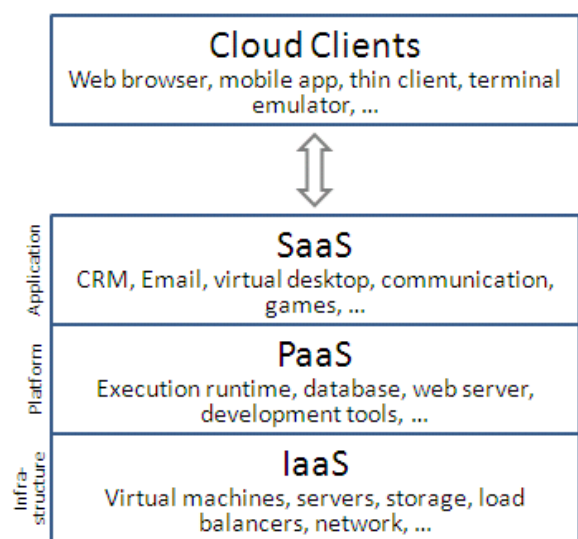 Cloud Clients
Web browser, mobile app, thin client, terminal
emulator, ...
Application
SaaS
CRM, Email, virtual desktop, communication,
games, ...
Platform
PaaS
Execution runtime, database, web server,
development tools, ...
Infra-
structure
IaaS
Virtual machines, servers, storage, load
balancers, network, ...